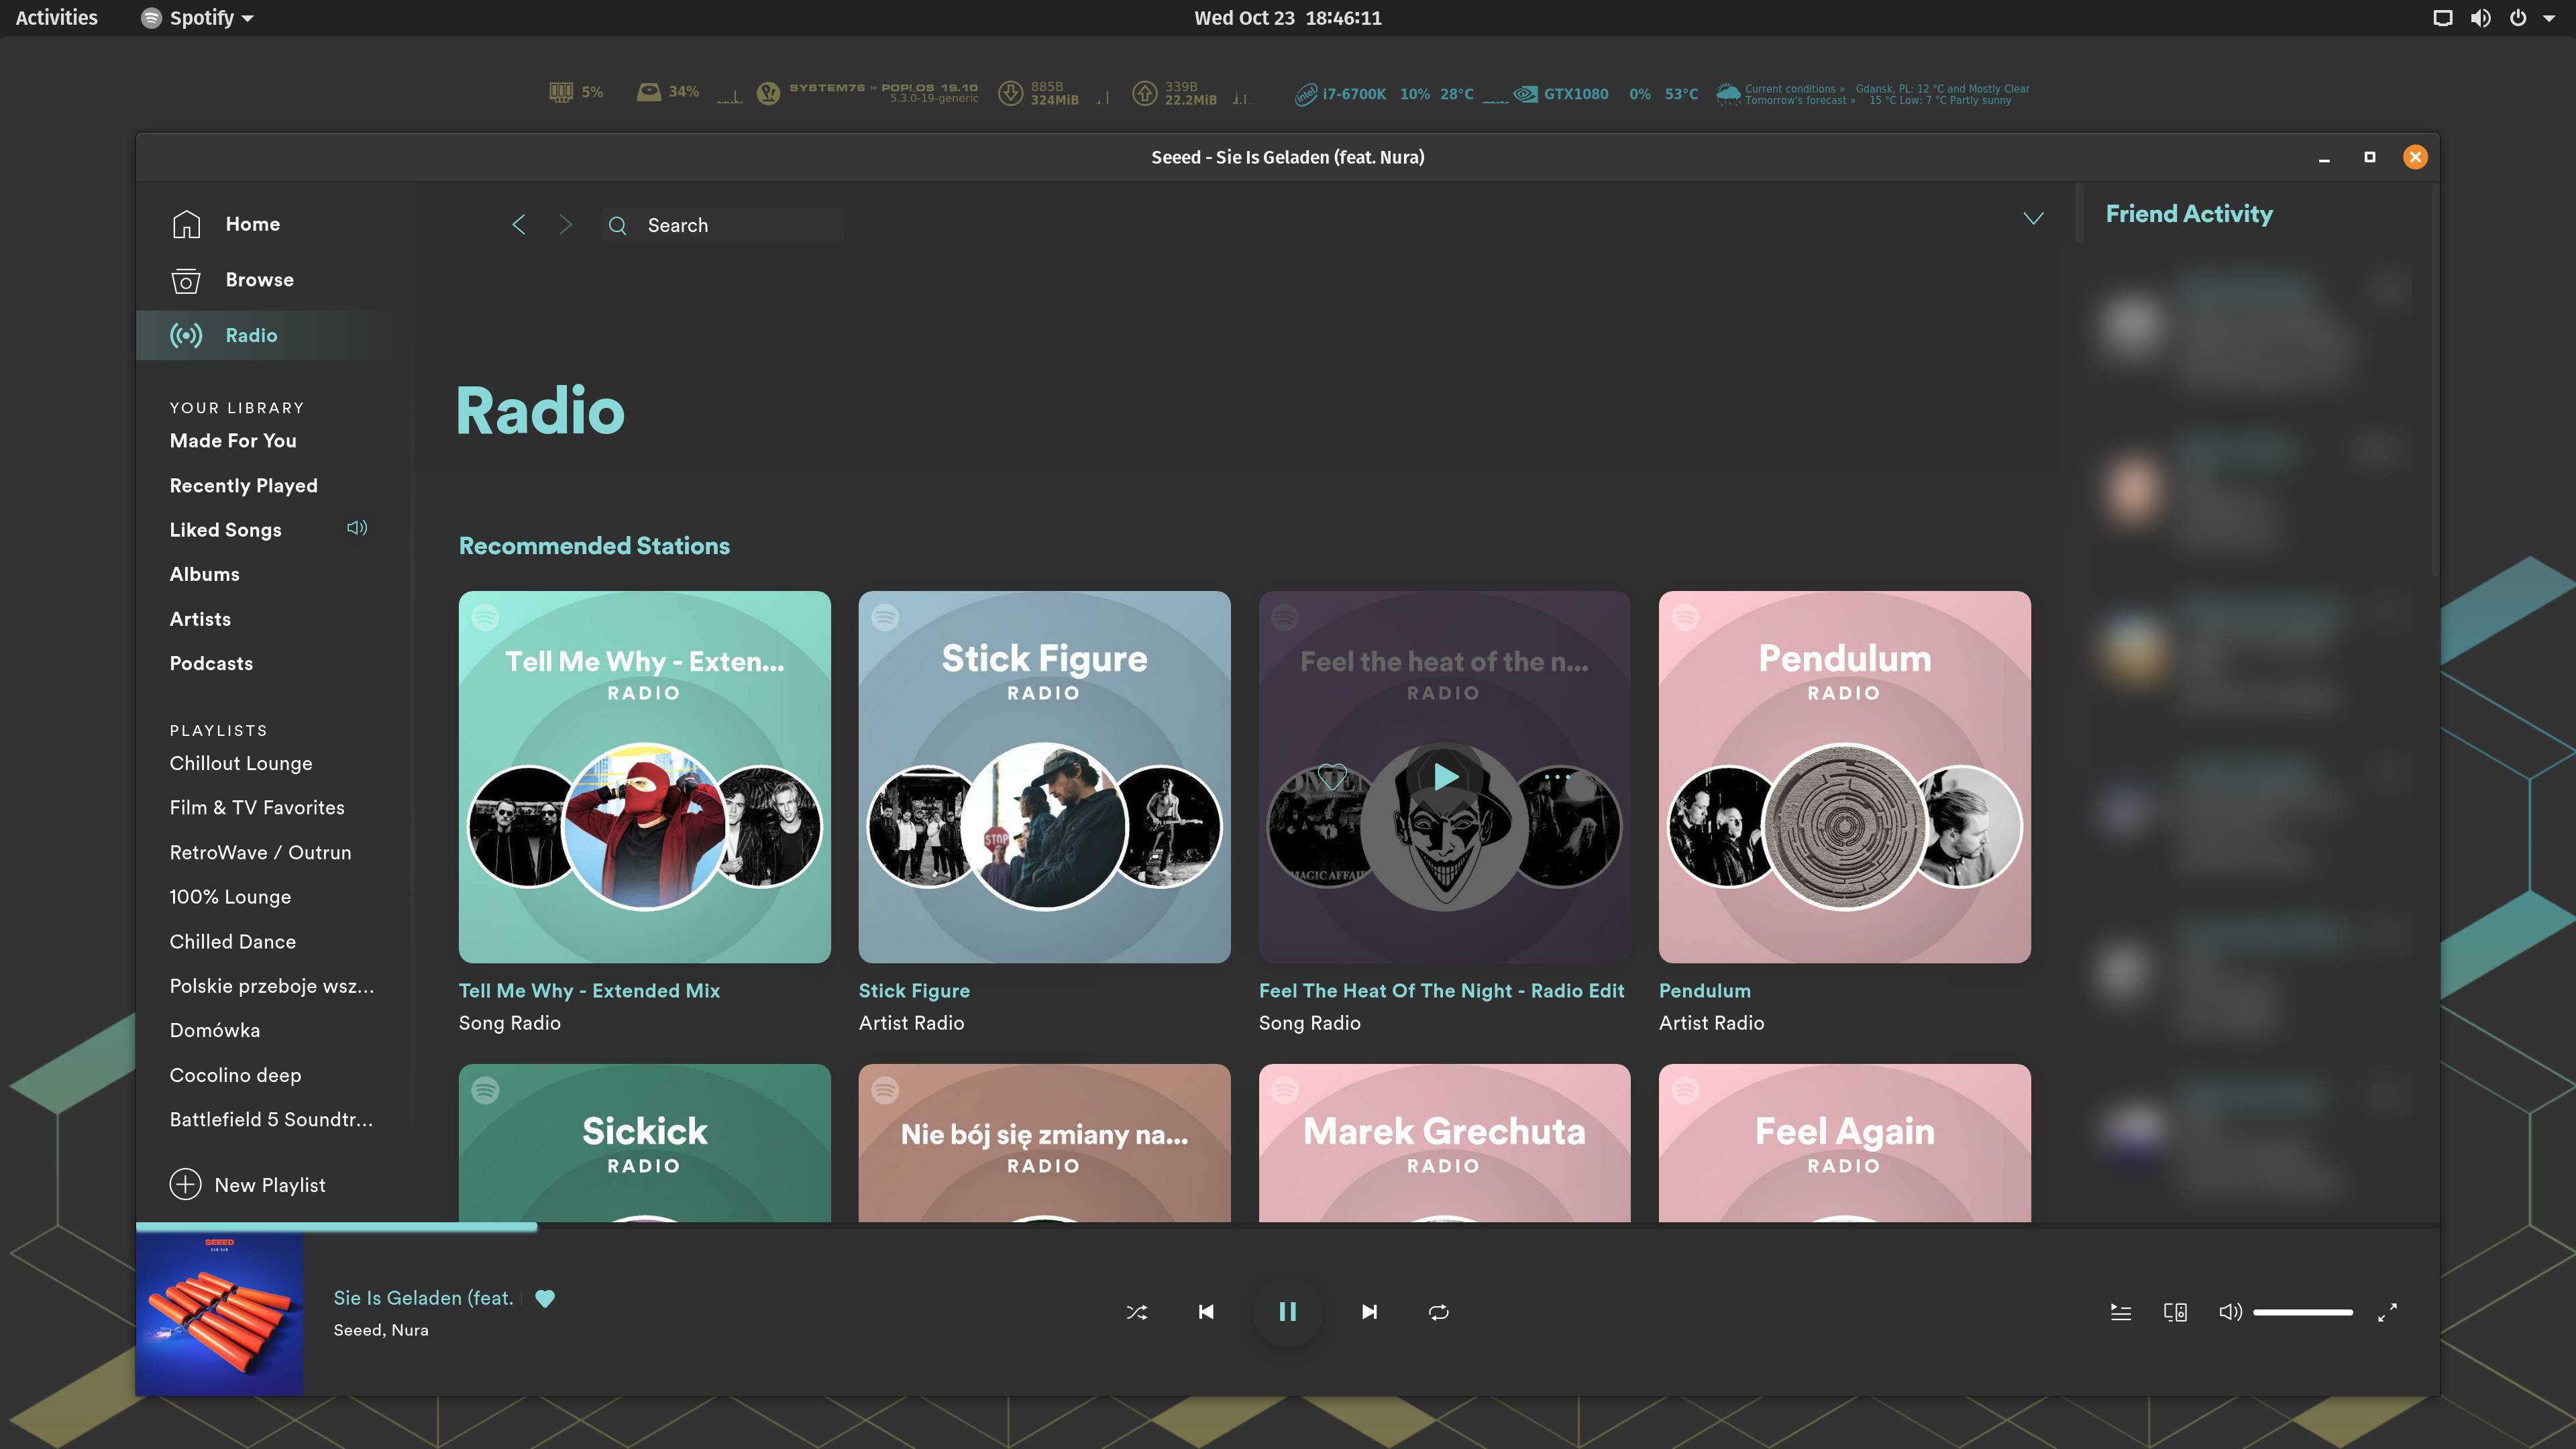 Activities
Spotify
Wed Oct 23  18:46:11
5%
34%
SYSTEM76 » POP!_OS 19.10
5.3.0-19-generic
885B
324MiB
339B
22.2MiB
intel
i7-6700K 10% 28°C
GTX1080 0% 53°C
Current conditions » Gdansk, PL: 12 °C and Mostly Clear
Tomorrow's forecast » 15 °C Low: 7 °C Partly sunny
Seeed - Sie Is Geladen (feat. Nura)
Home
Browse
Radio
YOUR LIBRARY
Made For You
Recently Played
Liked Songs
Albums
Artists
Podcasts
PLAYLISTS
Chillout Lounge
Film & TV Favorites
RetroWave / Outrun
100% Lounge
Chilled Dance
Polskie przeboje wsz...
Domówka
Cocolino deep
Battlefield 5 Soundtr...
New Playlist
Search
Radio
Recommended Stations
Tell Me Why - Exten...
RADIO
Tell Me Why - Extended Mix
Song Radio
Stick Figure
RADIO
STOP
Stick Figure
Artist Radio
Feel the heat of the n...
RADIO
MAGIC AFFAIR
Feel The Heat Of The Night - Radio Edit
Song Radio
Pendulum
RADIO
Pendulum
Artist Radio
Sickick
RADIO
Nie bój się zmiany na...
RADIO
Marek Grechuta
RADIO
Feel Again
RADIO
Friend Activity
SEEED
BAM BAM
Sie Is Geladen (feat.
Seeed, Nura